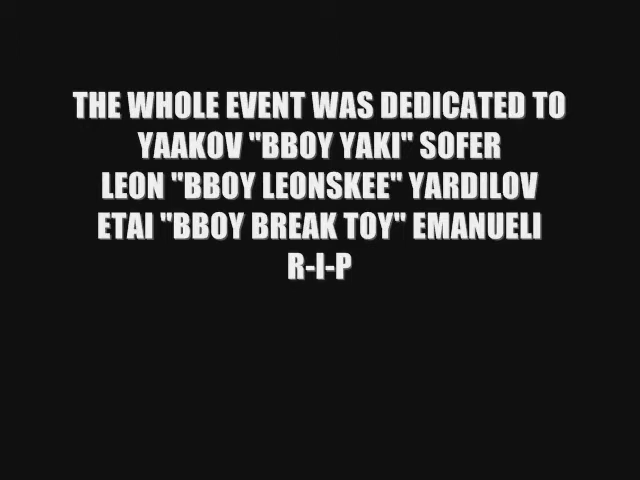 THE WHOLE EVENT WAS DEDICATED TO
YAAKOV "BBOY YAKI" SOFER
LEON "BBOY LEONSKEE" YARDILOV
ETAI "BBOY BREAK TOY" EMANUELI
R-I-P